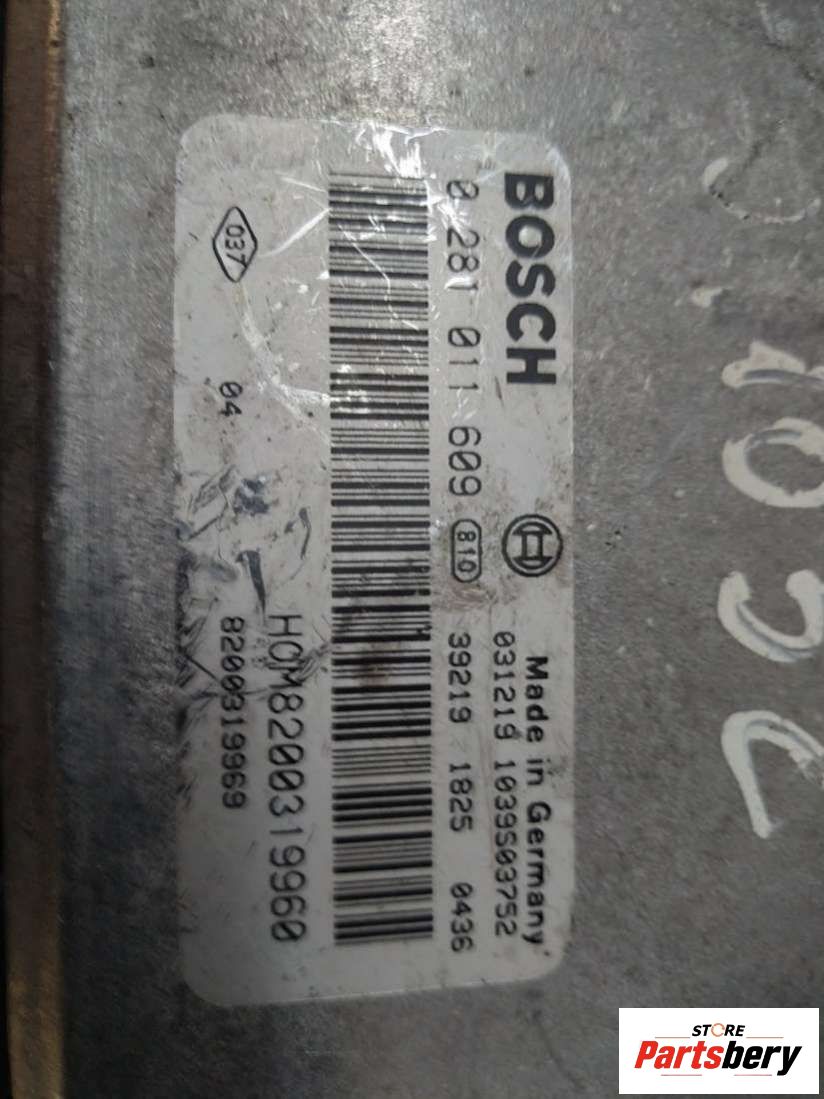 BOSCH
Made in Germany
031219 1039S03752
0 281 011 609 810 39219 1825 0436
HOM8200319960
037 04 8200319969
STORE
Partsbery